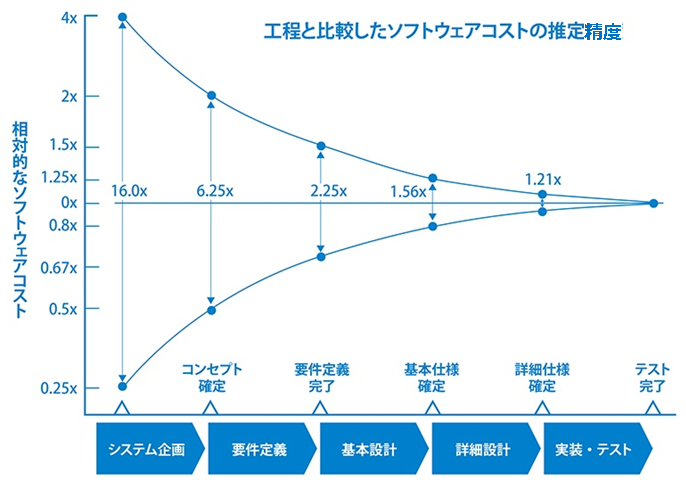 工程と比較したソフトウェアコストの推定精度
相対的なソフトウェアコスト
4x
2x
1.5x
1.25x
0x
0.8x
0.67x
0.5x
0.25x
16.0x
6.25x
2.25x
1.56x
1.21x
コンセプト
確定
要件定義
完了
基本仕様
確定
詳細仕様
確定
テスト
完了
システム企画
要件定義
基本設計
詳細設計
実装・テスト